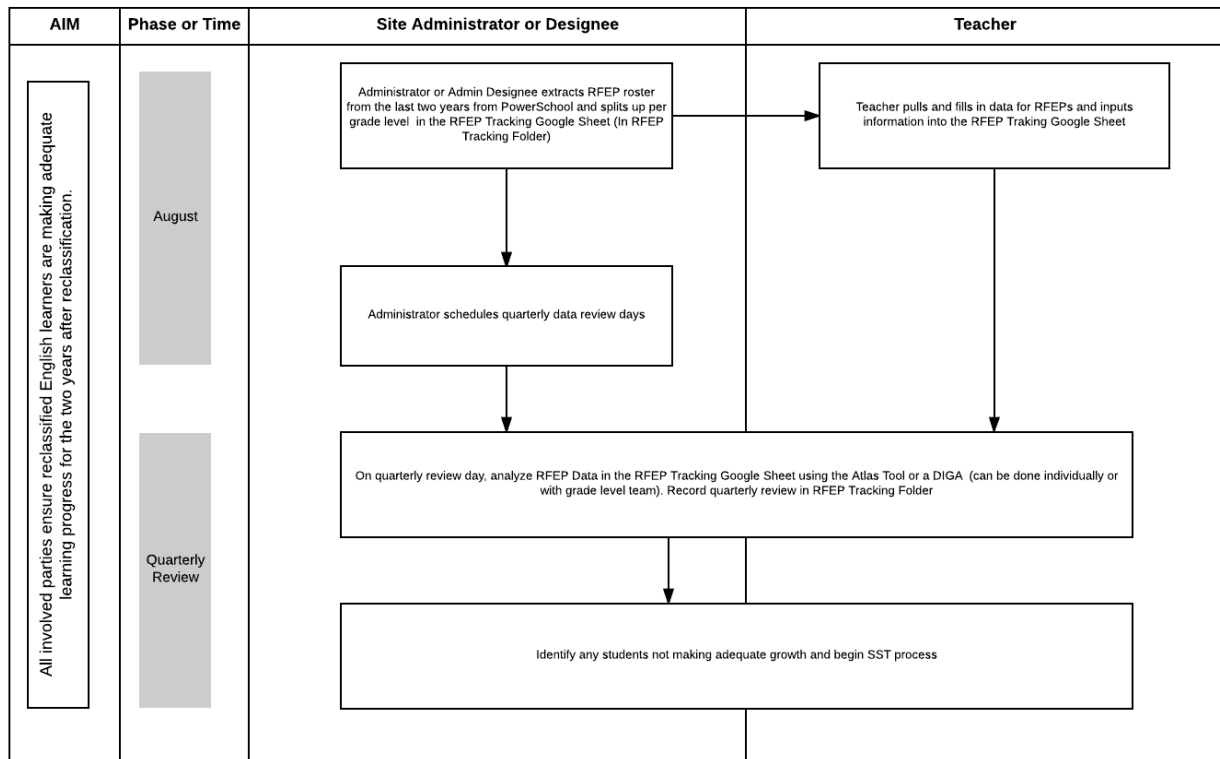 AIM
Phase or Time
Site Administrator or Designee
Teacher
All involved parties ensure reclassified English learners are making adequate
learning progress for the two years after reclassification.
August
Administrator or Admin Designee extracts RFEP roster
from the last two years from PowerSchool and splits up per
grade level  in the RFEP Tracking Google Sheet (In RFEP
Tracking Folder)
Teacher pulls and fills in data for RFEPs and inputs
information into the RFEP Traking Google Sheet
Administrator schedules quarterly data review days
Quarterly
Review
On quarterly review day, analyze RFEP Data in the RFEP Tracking Google Sheet using the Atlas Tool or a DIGA  (can be done individually or
with grade level team). Record quarterly review in RFEP Tracking Folder
Identify any students not making adequate growth and begin SST process